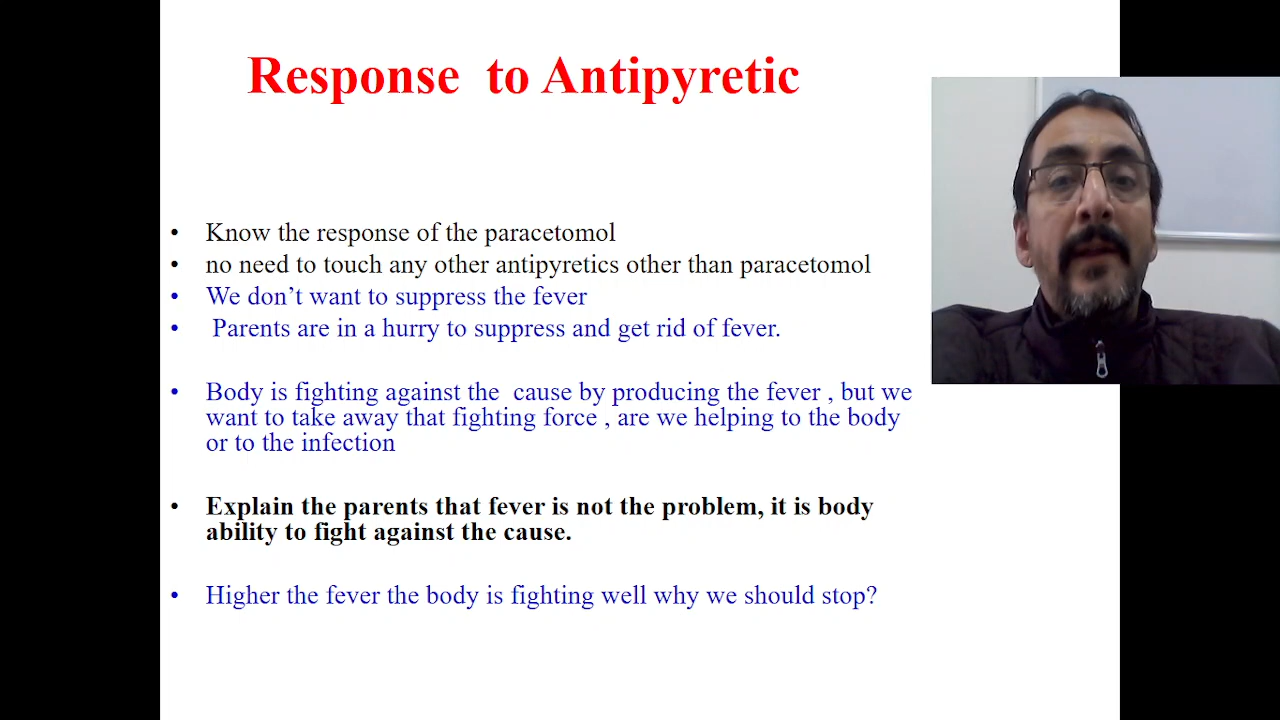 Response to Antipyretic
• Know the response of the paracetomol
• no need to touch any other antipyretics other than paracetomol
• We don’t want to suppress the fever
• Parents are in a hurry to suppress and get rid of fever.
• Body is fighting against the cause by producing the fever , but we
want to take away that fighting force , are we helping to the body
or to the infection
• Explain the parents that fever is not the problem, it is body
ability to fight against the cause.
• Higher the fever the body is fighting well why we should stop?